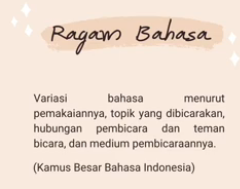 Ragam Bahasa
Variasi bahasa menurut
pemakaiannya, topik yang dibicarakan,
hubungan pembicara dan teman
bicara, dan medium pembicaraannya.
(Kamus Besar Bahasa Indonesia)